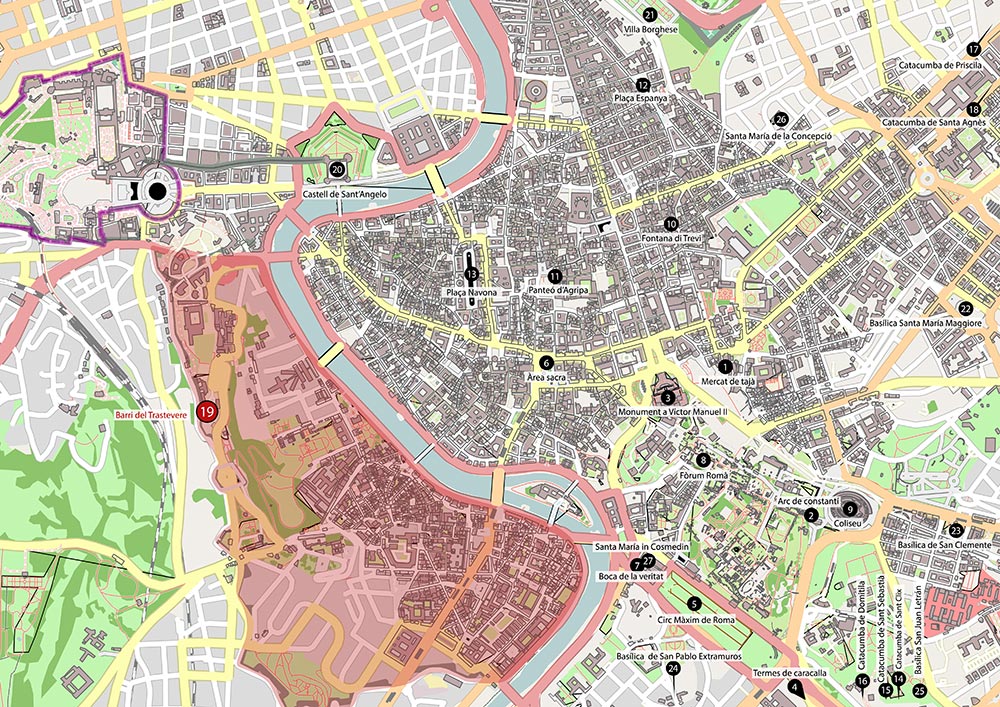 21
Villa Borghese
17
Catacumba de Priscila
12
Plaça Espanya
18
Catacumba de Santa Agnès
26
Santa María de la Concepció
20
Castell de Sant'Angelo
10
Fontana di Trevi
13
Plaça Navona
11
Panteó d'Agripa
22
Basílica Santa María Maggiore
6
Àrea sacra
1
Mercat de tajà
3
Monument a Víctor Manuel II
19
Barri del Trastevere
8
Fòrum Romà
Arc de constantí
2
9
Coliseu
23
Basílica de San Clemente
Santa María in Cosmedin
7
27
Boca de la veritat
5
Circ Màxim de Roma
Basílica de San Pablo Extramuros
24
Termes de caracalla
4
Catacumba de Domitila
16
Catacumba de Sant Sebastià
15
Catacumba de Sant Clix
14
Basílica San Juan Letrán
25